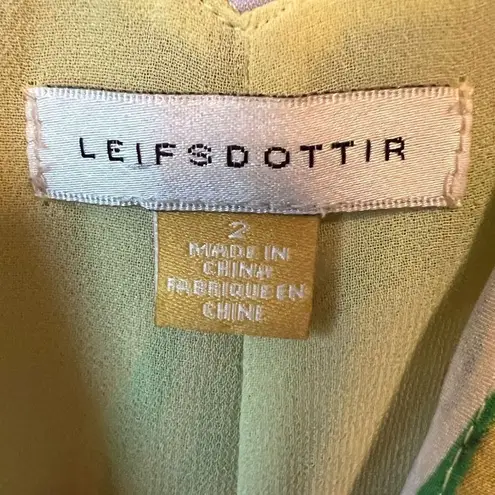 LEIFSDOTTIR
2
MADE IN
CHINA
FABRIQUE EN
CHINE